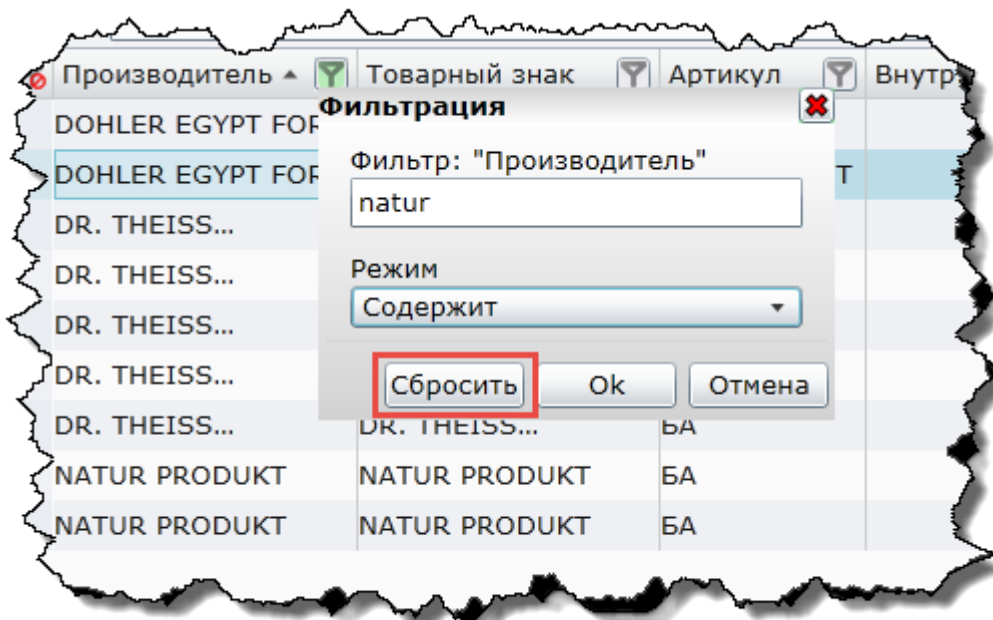 Производитель Товарный знак Артикул Внутр
Фильтрация
DOHLER EGYPT FOR
Фильтр: "Производитель"
DOHLER EGYPT FOR Т
natur
DR. THEISS...
DR. THEISS...
Режим
Содержит
DR. THEISS...
DR. THEISS...
Сбросить Ok Отмена
DR. THEISS... DR. THEISS... БА
NATUR PRODUKT NATUR PRODUKT БА
NATUR PRODUKT NATUR PRODUKT БА